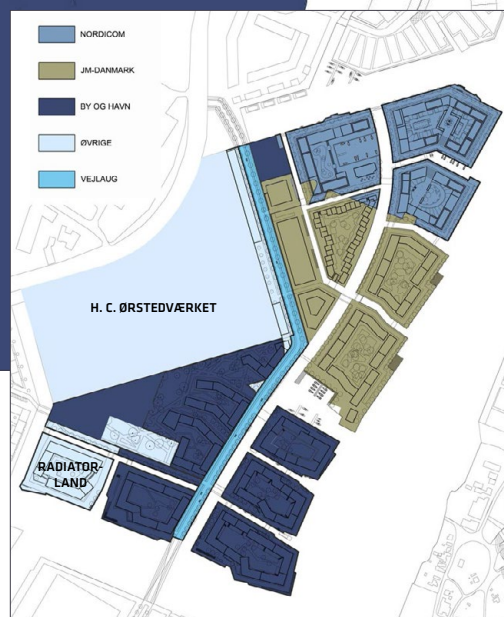 NORDICOM
JM-DANMARK
BY OG HAVN
ØVRIGE
VEJLAUG
H. C. ØRSTEDVÆRKET
RADIATOR-
LAND